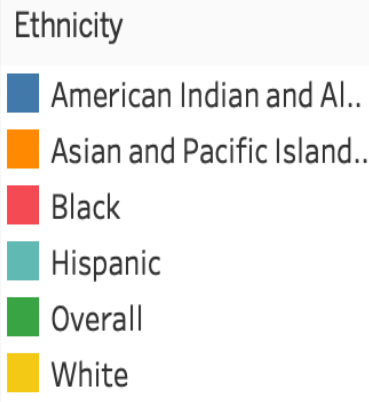 Ethnicity
American Indian and Al..
Asian and Pacific Island..
Black
Hispanic
Overall
White